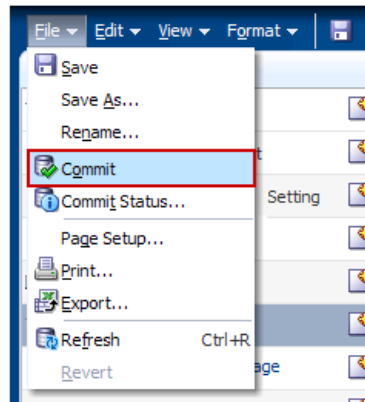 File Edit View Format
Save
Save As...
Rename...
t
Commit
Commit Status...
Setting
Page Setup...
Print...
Export...
Refresh Ctrl+R
age
Revert